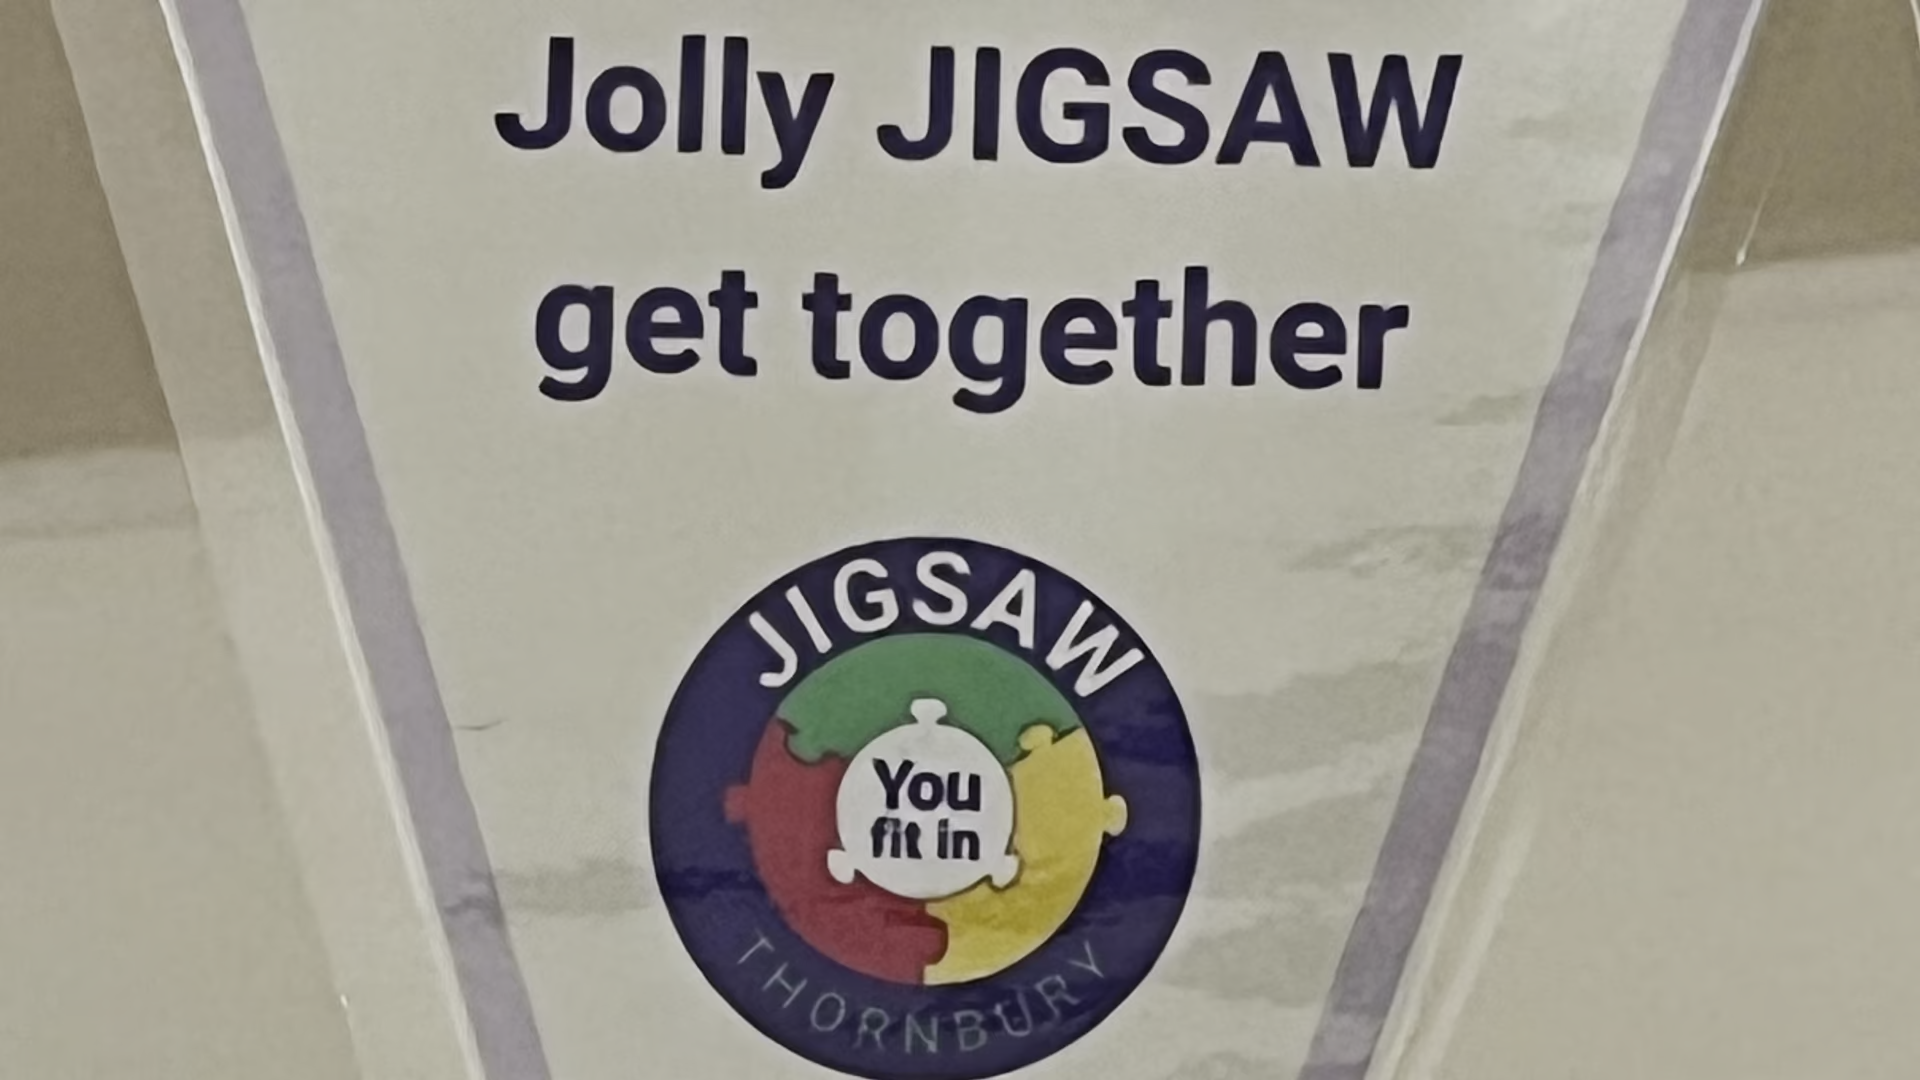 Jolly JIGSAW
get together
JIGSAW
You
fit in
THORNBURY